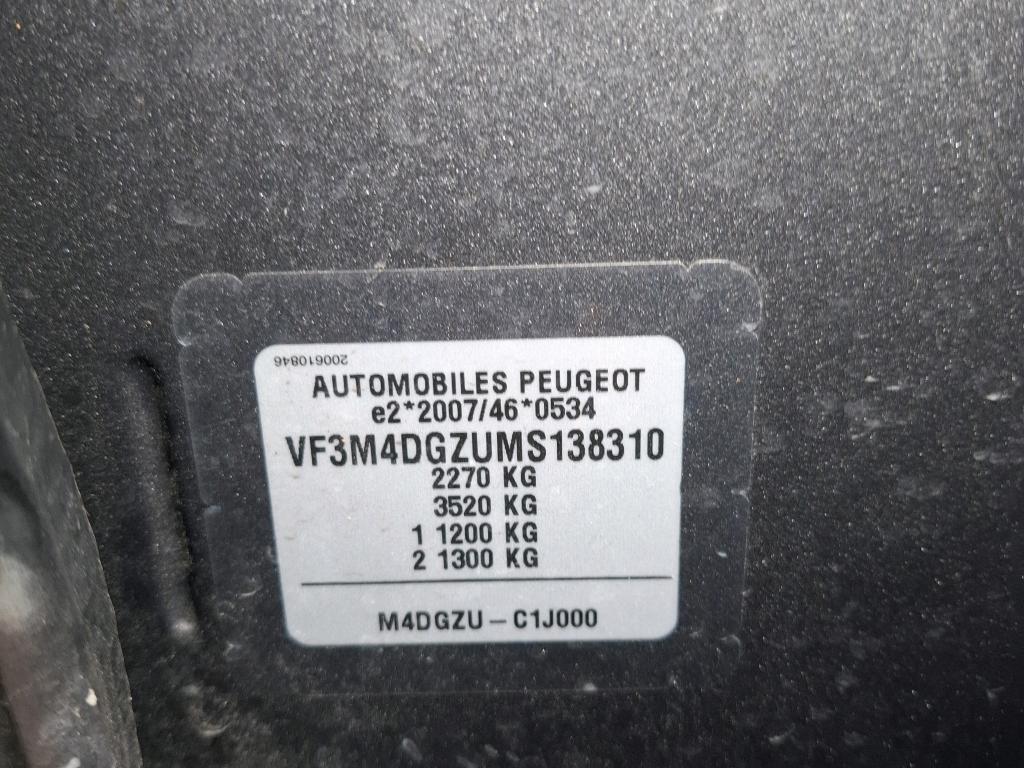 200610846
AUTOMOBILES PEUGEOT
e2*2007/46*0534
VF3M4DGZUMS138310
2270 KG
3520 KG
1 1200 KG
2 1300 KG
M4DGZU – C1J000